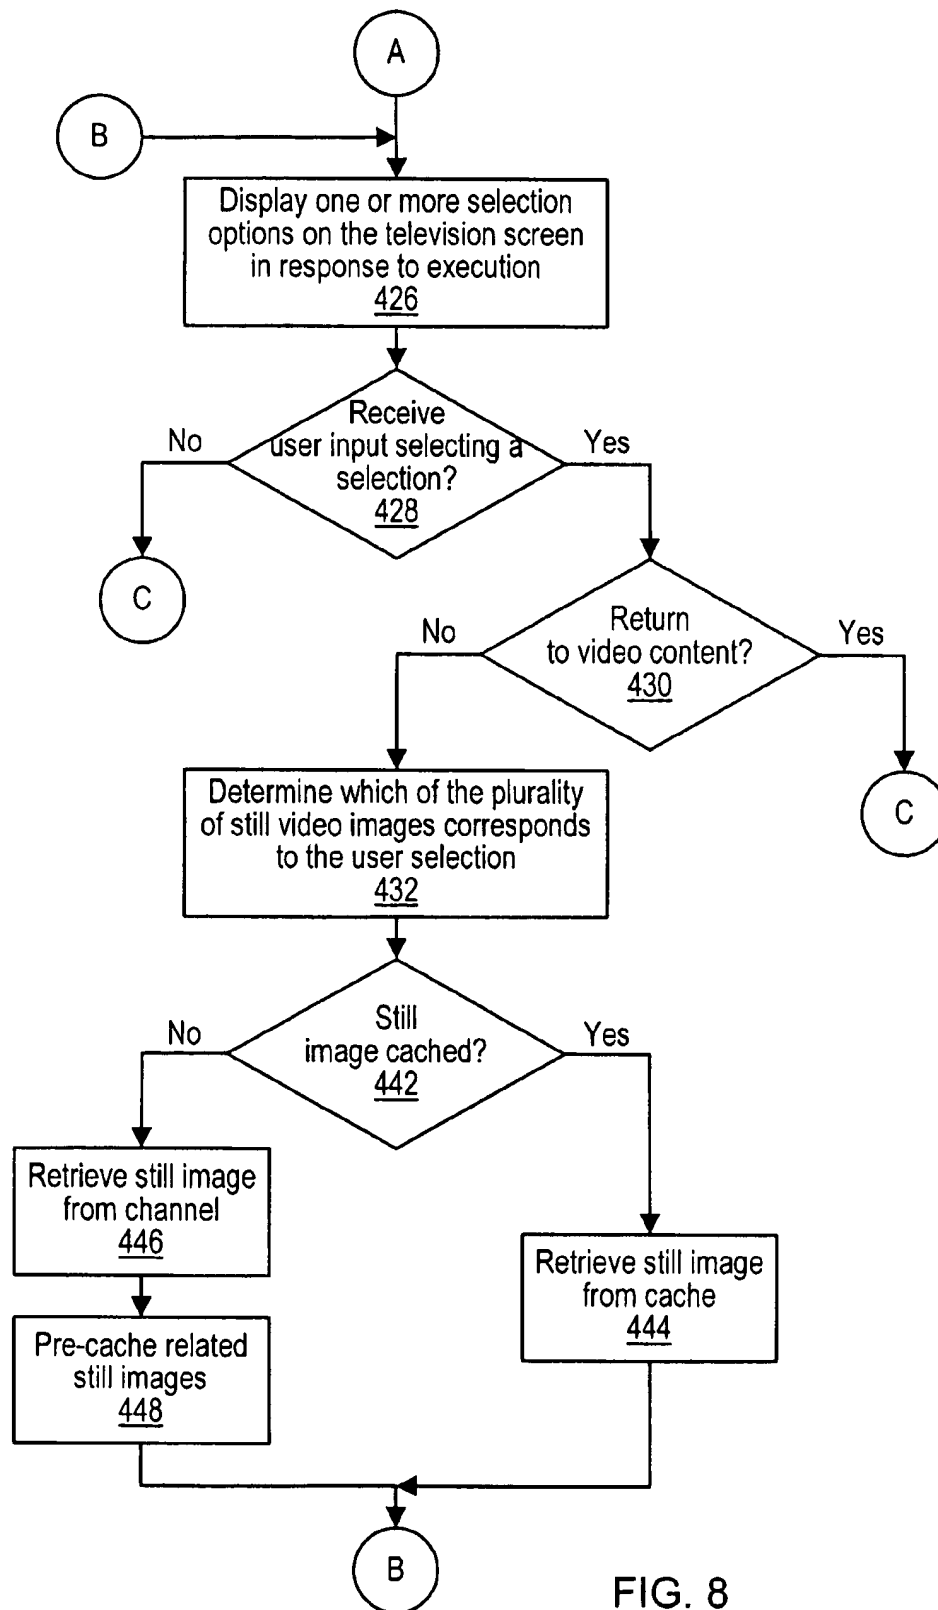 A
B
Display one or more selection
options on the television screen
in response to execution
426
Receive
user input selecting a
selection?
428
No
Yes
C
Return
to video content?
430
No
Yes
C
Determine which of the plurality
of still video images corresponds
to the user selection
432
Still
image cached?
442
No
Yes
Retrieve still image
from channel
446
Retrieve still image
from cache
444
Pre-cache related
still images
448
B
FIG. 8